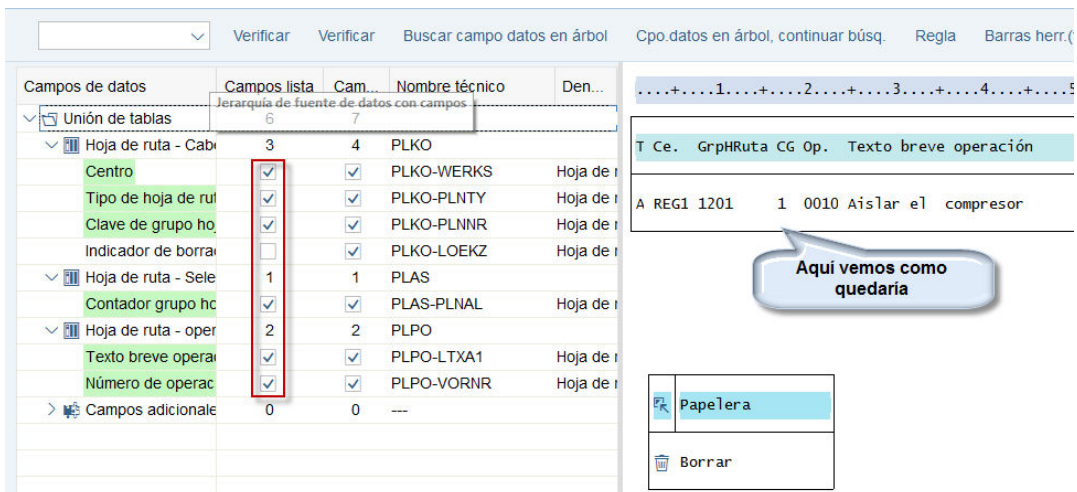 Verificar Verificar Buscar campo datos en árbol Cpo.datos en árbol, continuar búsq. Regla Barras herr.(
Campos de datos Campos lista Cam... Nombre técnico Den...
Jerarquía de fuente de datos con campos
Unión de tablas 6 7
Hoja de ruta - Cab 3 4 PLKO
Centro PLKO-WERKS Hoja de r
Tipo de hoja de rut PLKO-PLNTY Hoja de r
Clave de grupo hoj PLKO-PLNNR Hoja de r
Indicador de borra PLKO-LOEKZ Hoja de r
Hoja de ruta - Sele 1 1 PLAS
Contador grupo ho PLAS-PLNAL Hoja de r
Hoja de ruta - oper 2 2 PLPO
Texto breve opera PLPO-LTXA1 Hoja de r
Número de operac PLPO-VORNR Hoja de r
Campos adicionale 0 0 ---
....+....1....+....2....+....3....+....4....+....5
T Ce. GrpHRuta CG Op. Texto breve operación
A REG1 1201 1 0010 Aislar el compresor
Aquí vemos como
quedaría
Papelera
Borrar